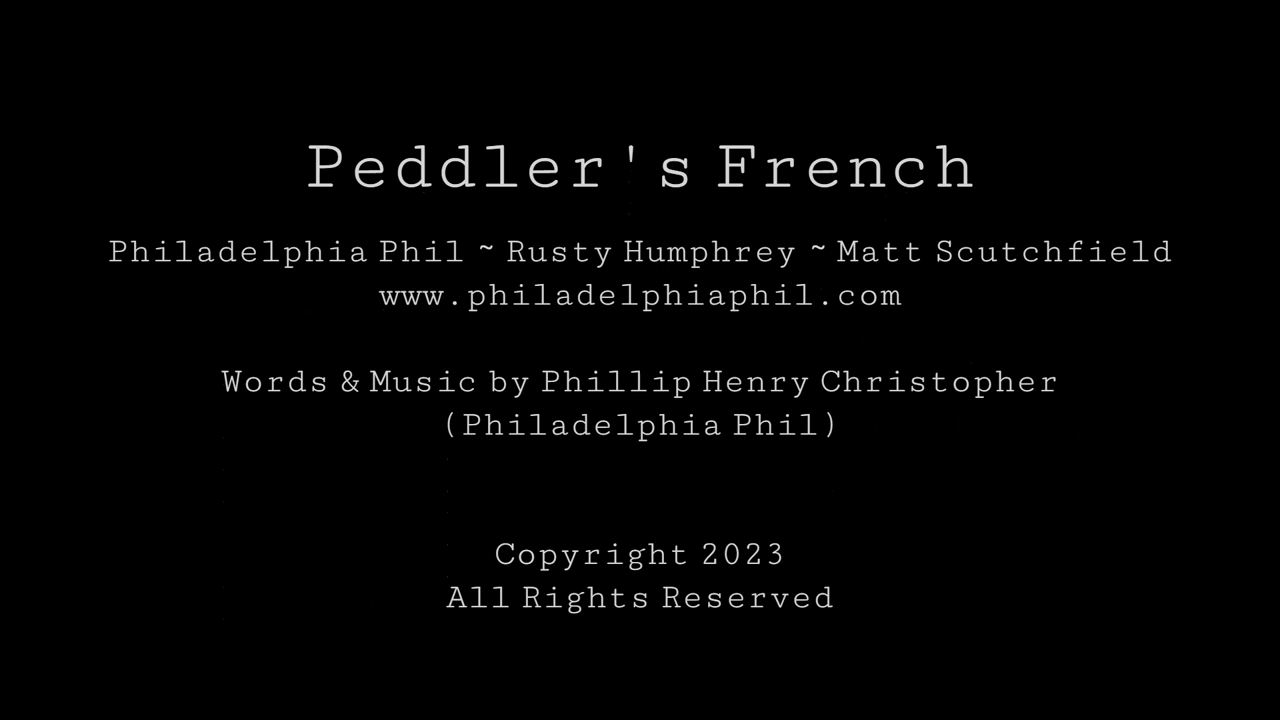 Peddler's French
Philadelphia Phil ~ Rusty Humphrey ~ Matt Scutchfield
www.philadelphiaphil.com
Words & Music by Phillip Henry Christopher
(Philadelphia Phil)
Copyright 2023
All Rights Reserved